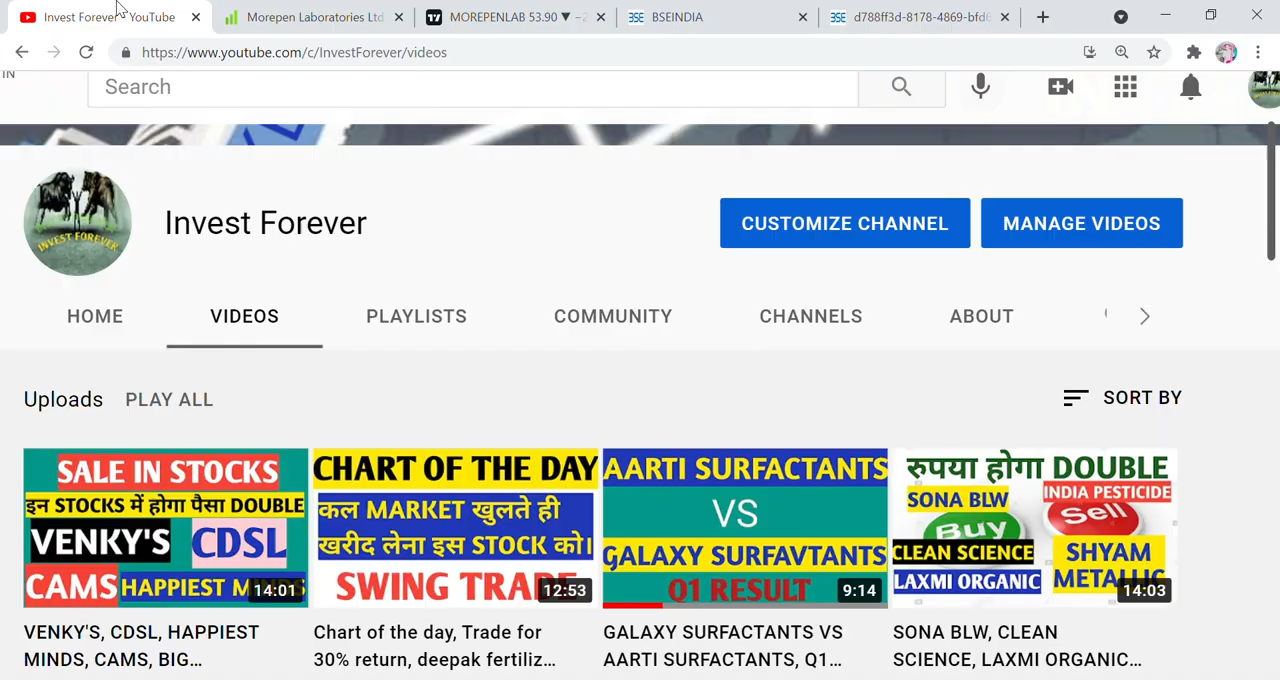 Invest Forever - YouTube
Morepen Laboratories Ltd
MOREPENLAB 53.90 ▼ −2
BSEINDIA
d788ff3d-8178-4869-bfd6
https://www.youtube.com/c/InvestForever/videos
IN
Search
INVEST FOREVER
Invest Forever
CUSTOMIZE CHANNEL
MANAGE VIDEOS
HOME
VIDEOS
PLAYLISTS
COMMUNITY
CHANNELS
ABOUT
Uploads
PLAY ALL
SORT BY
SALE IN STOCKS
इन STOCKS में होगा पैसा DOUBLE
VENKY'S
CDSL
CAMS
HAPPIEST MINDS
14:01
CHART OF THE DAY
कल MARKET खुलते ही
खरीद लेना इस STOCK को।
SWING TRADE
12:53
AARTI SURFACTANTS
VS
GALAXY SURFAVTANTS
Q1 RESULT
9:14
रुपया होगा DOUBLE
SONA BLW
INDIA PESTICIDE
Buy
Sell
CLEAN SCIENCE
SHYAM
METALLIC
LAXMI ORGANIC
14:03
VENKY'S, CDSL, HAPPIEST
MINDS, CAMS, BIG...
Chart of the day, Trade for
30% return, deepak fertiliz...
GALAXY SURFACTANTS VS
AARTI SURFACTANTS, Q1...
SONA BLW, CLEAN
SCIENCE, LAXMI ORGANIC...